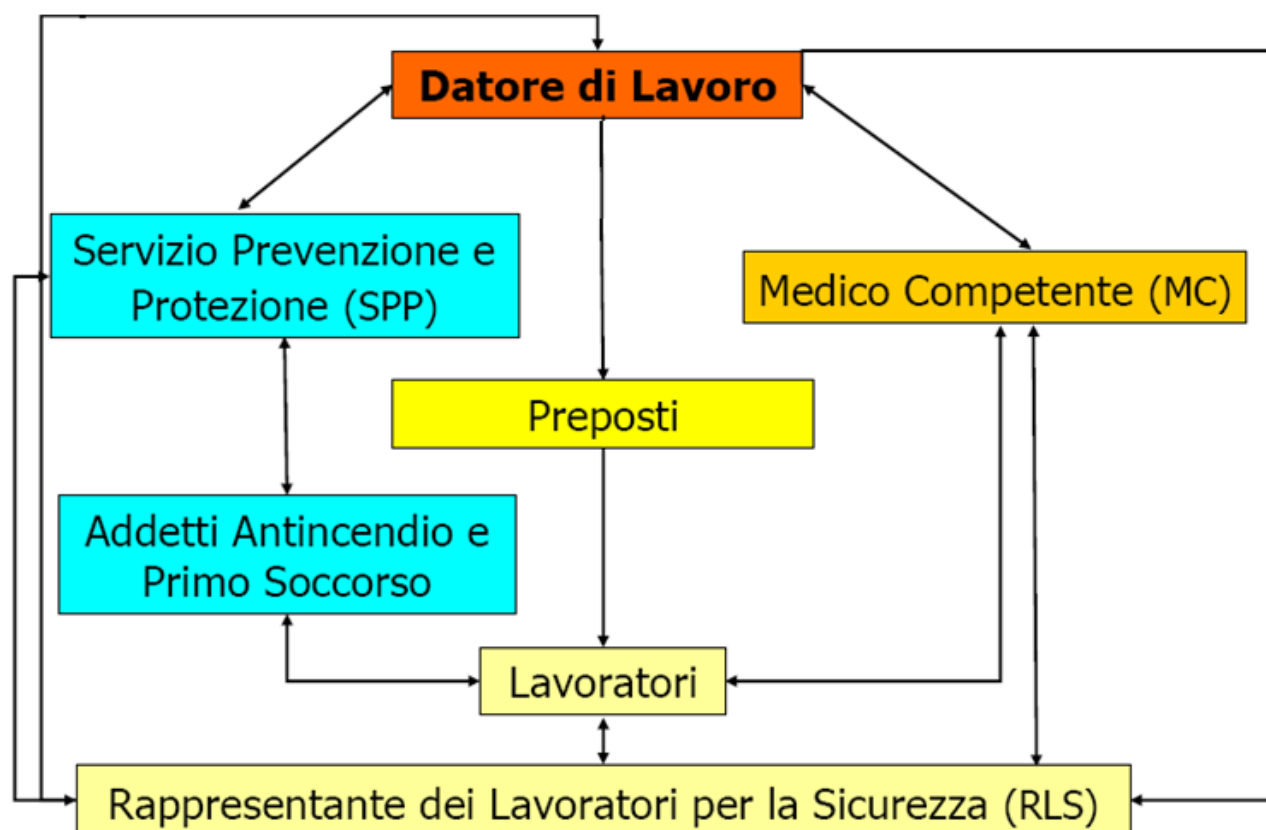 Datore di Lavoro
Servizio Prevenzione e
Protezione (SPP)
Medico Competente (MC)
Preposti
Addetti Antincendio e
Primo Soccorso
Lavoratori
Rappresentante dei Lavoratori per la Sicurezza (RLS)